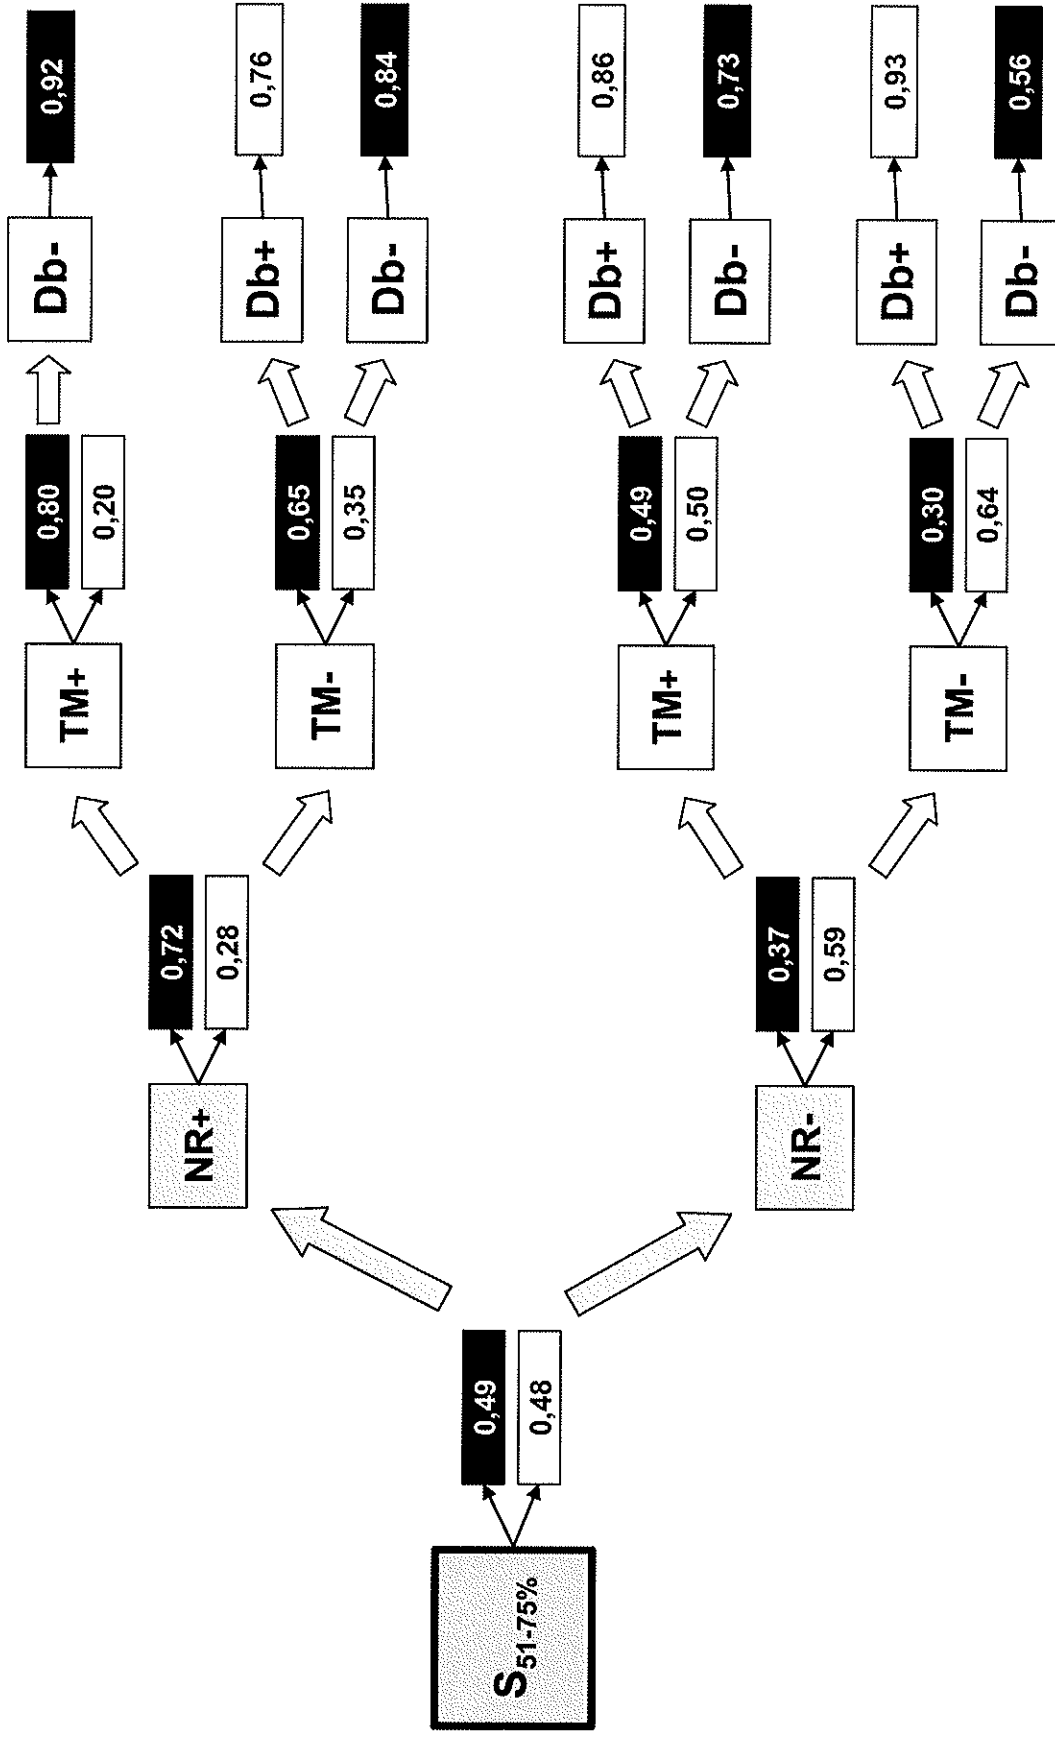 S51-75%
0,49
0,48
NR+
0,72
0,28
TM+
0,80
0,20
Db-
0,92
TM-
0,65
0,35
Db+
0,76
Db-
0,84
NR-
0,37
0,59
TM+
0,49
0,50
Db+
0,86
Db-
0,73
TM-
0,30
0,64
Db+
0,93
Db-
0,56